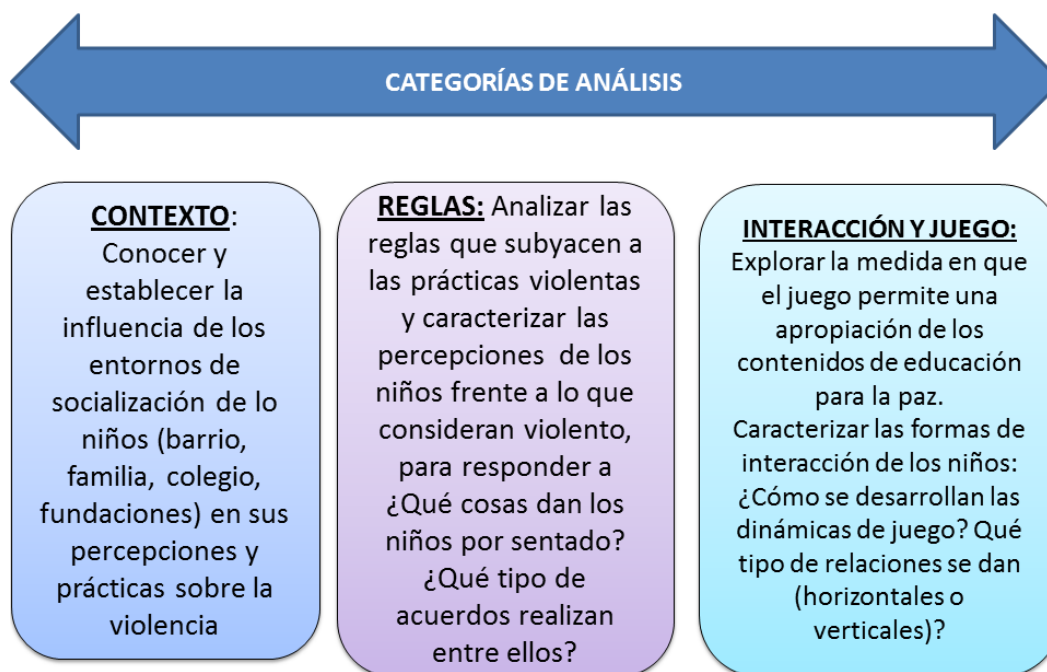 CATEGORÍAS DE ANÁLISIS
CONTEXTO:
Conocer y
establecer la
influencia de los
entornos de
socialización de lo
niños (barrio,
familia, colegio,
fundaciones) en sus
percepciones y
prácticas sobre la
violencia
REGLAS: Analizar las
reglas que subyacen a
las prácticas violentas
y caracterizar las
percepciones de los
niños frente a lo que
consideran violento,
para responder a
¿Qué cosas dan los
niños por sentado?
¿Qué tipo de
acuerdos realizan
entre ellos?
INTERACCIÓN Y JUEGO:
Explorar la medida en que
el juego permite una
apropiación de los
contenidos de educación
para la paz.
Caracterizar las formas de
interacción de los niños:
¿Cómo se desarrollan las
dinámicas de juego? Qué
tipo de relaciones se dan
(horizontales o
verticales)?